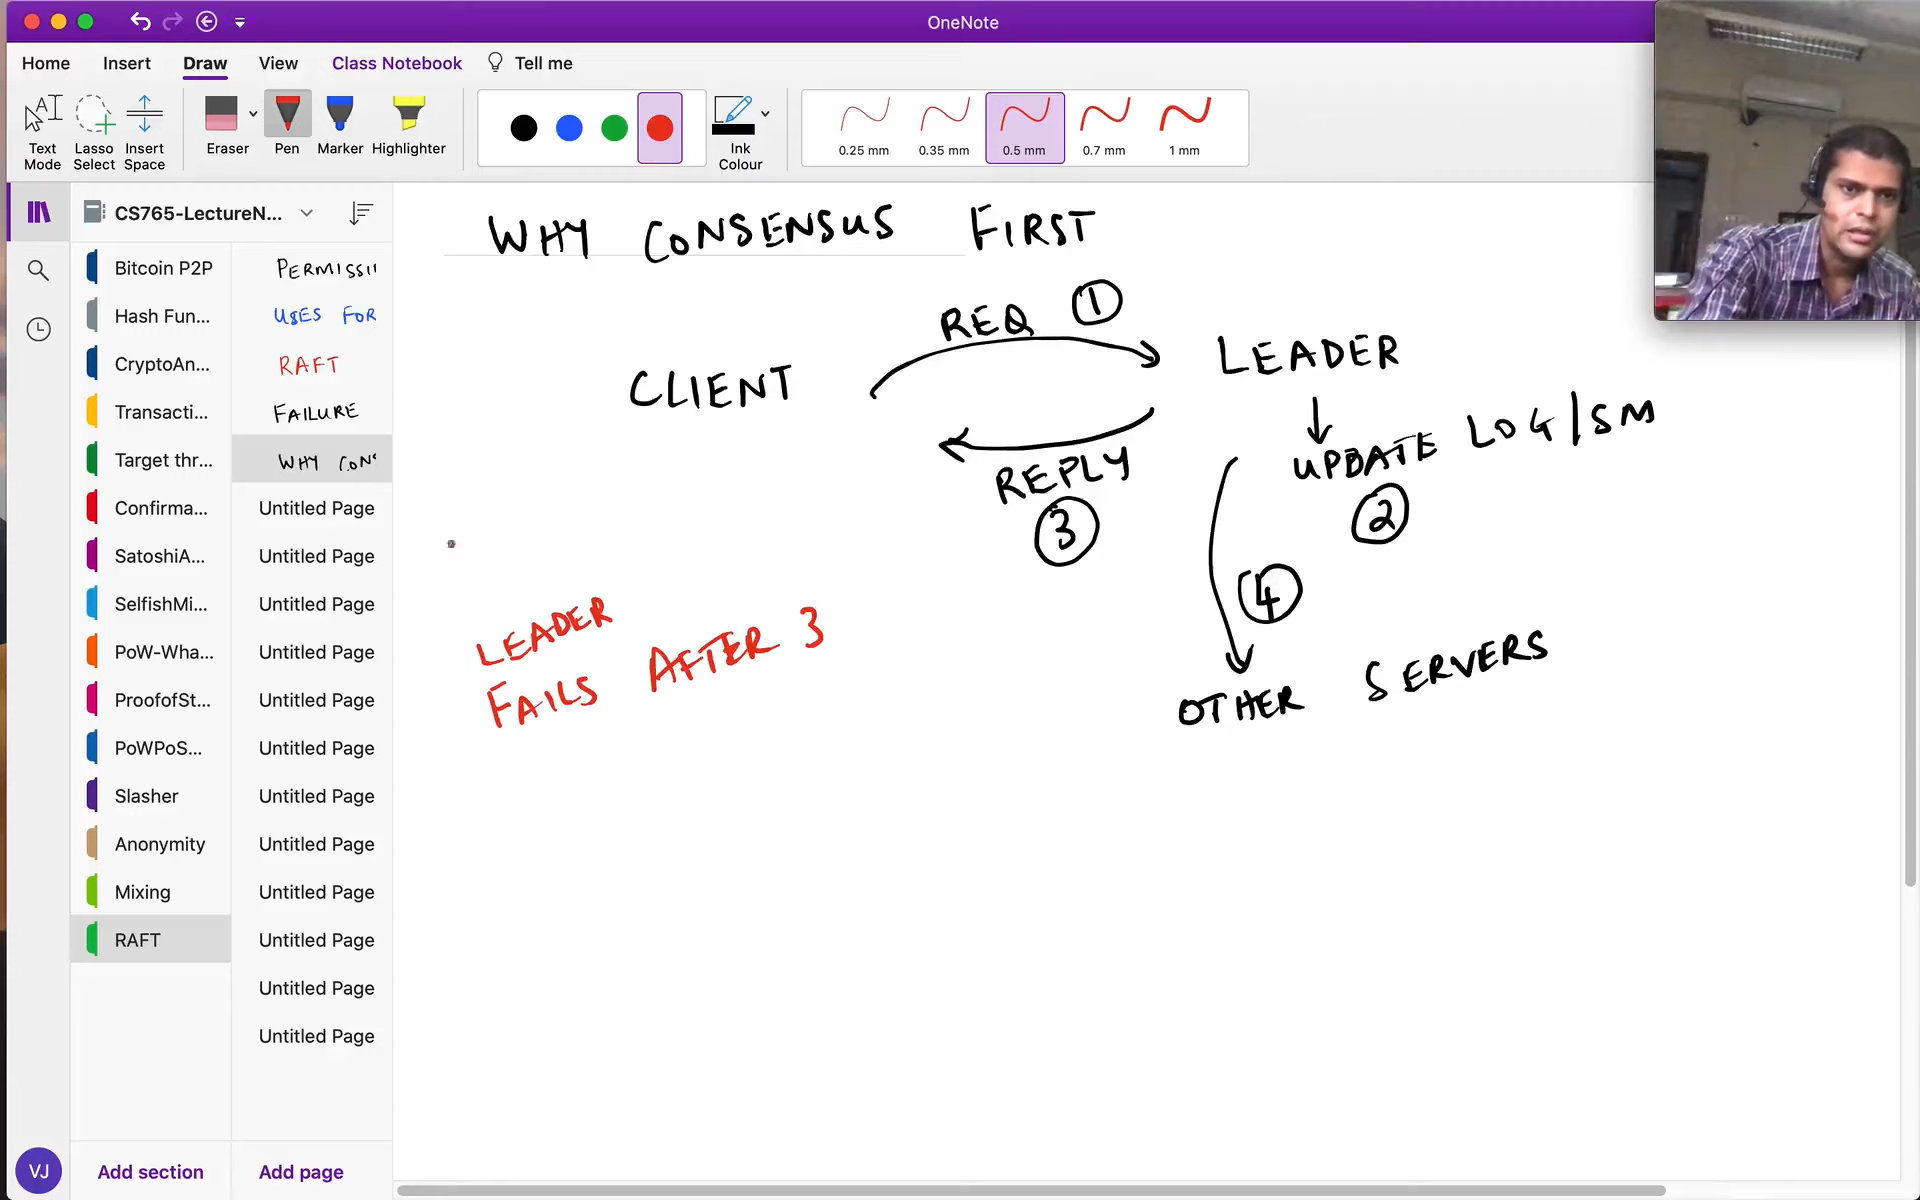 OneNote
Home Insert Draw View Class Notebook Tell me
Text Mode
Lasso Select
Insert Space
Eraser
Pen
Marker
Highlighter
Ink Colour
0.25 mm
0.35 mm
0.5 mm
0.7 mm
1 mm
CS765-LectureN...
Bitcoin P2P
Hash Fun...
CryptoAn...
Transacti...
Target thr...
Confirma...
SatoshiA...
SelfishMi...
PoW-Wha...
ProofofSt...
PoWPoS...
Slasher
Anonymity
Mixing
RAFT
Add section
VJ
PERMISSI
USES FOR
RAFT
FAILURE
WHY CONS
Untitled Page
Untitled Page
Untitled Page
Untitled Page
Untitled Page
Untitled Page
Untitled Page
Untitled Page
Untitled Page
Untitled Page
Untitled Page
Untitled Page
Add page
WHY CONSENSUS FIRST
REQ 1
CLIENT
LEADER
UPDATE LOG/SM
2
REPLY
3
4
OTHER SERVERS
LEADER
FAILS AFTER 3